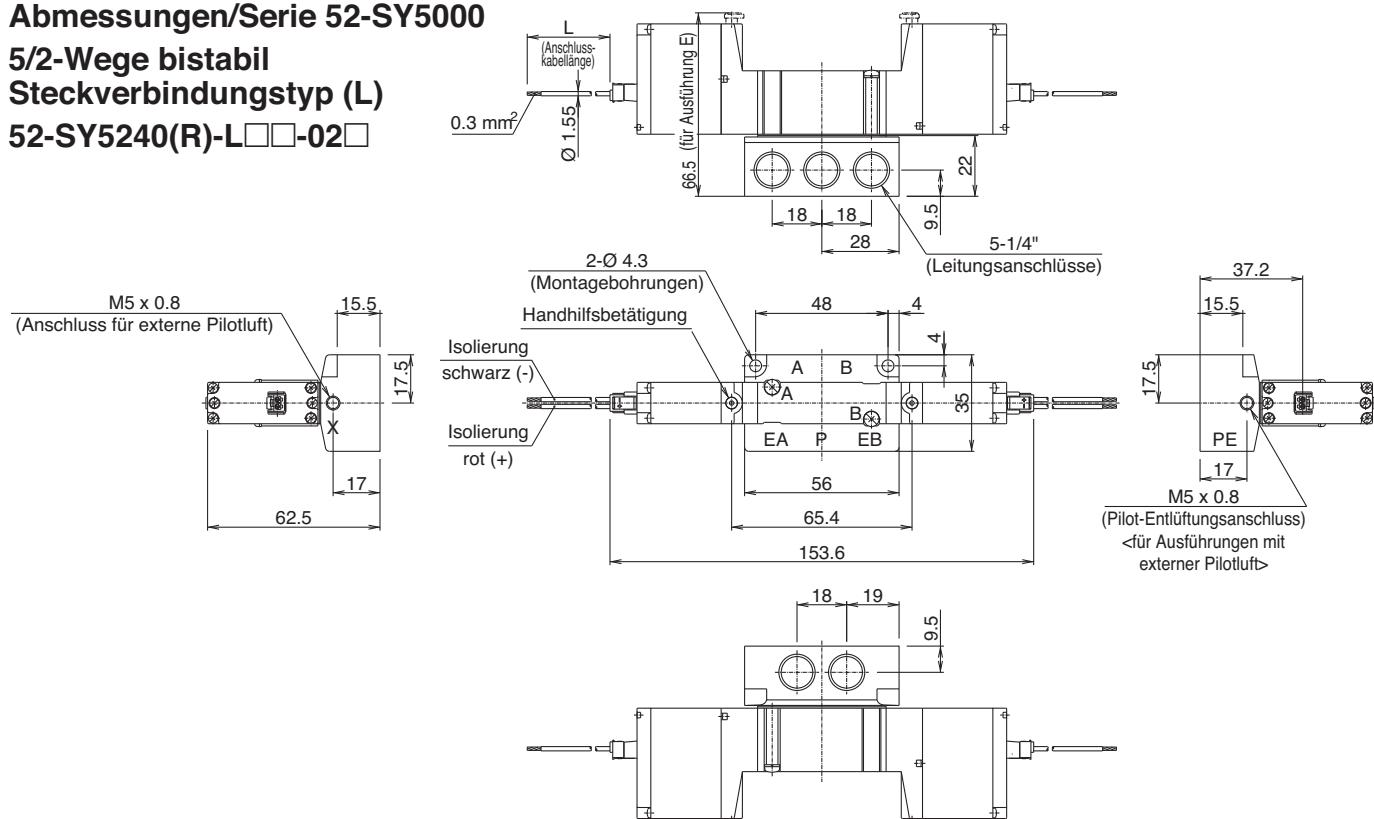 Abmessungen/Serie 52-SY5000
5/2-Wege bistabil
Steckverbindungstyp (L)
52-SY5240(R)-L□□-02□
L
(Anschluss-
kabellänge)
0.3 mm²
Ø 1.55
66.5 (für Ausführung E)
22
9.5
18
18
28
5-1/4"
(Leitungsanschlüsse)
2-Ø 4.3
(Montagebohrungen)
Handhilfsbetätigung
Isolierung
schwarz (-)
Isolierung
rot (+)
48
4
4
A
B
A
B
35
EA
P
EB
56
65.4
153.6
M5 x 0.8
(Anschluss für externe Pilotluft)
15.5
17.5
X
17
62.5
37.2
15.5
17.5
PE
17
M5 x 0.8
(Pilot-Entlüftungsanschluss)
<für Ausführungen mit
externer Pilotluft>
18
19
9.5